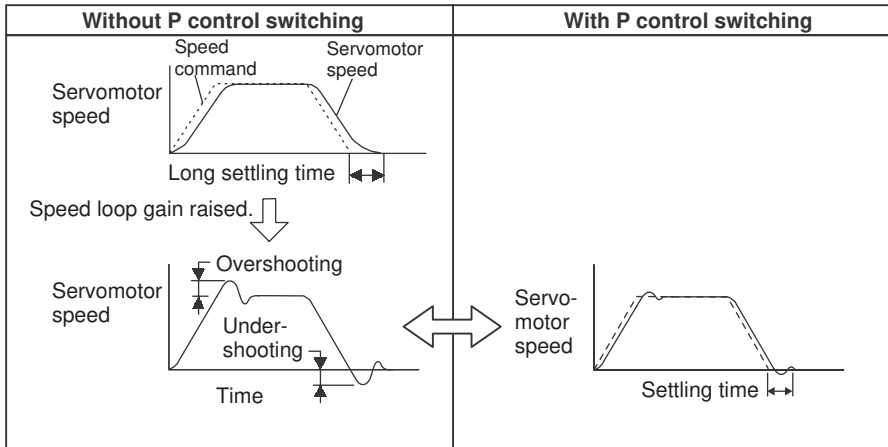 Without P control switching
With P control switching
Speed
command
Servomotor
speed
Servomotor
speed
Long settling time
Speed loop gain raised.
Overshooting
Servomotor
speed
Under-
shooting
Time
Servo-
motor
speed
Settling time